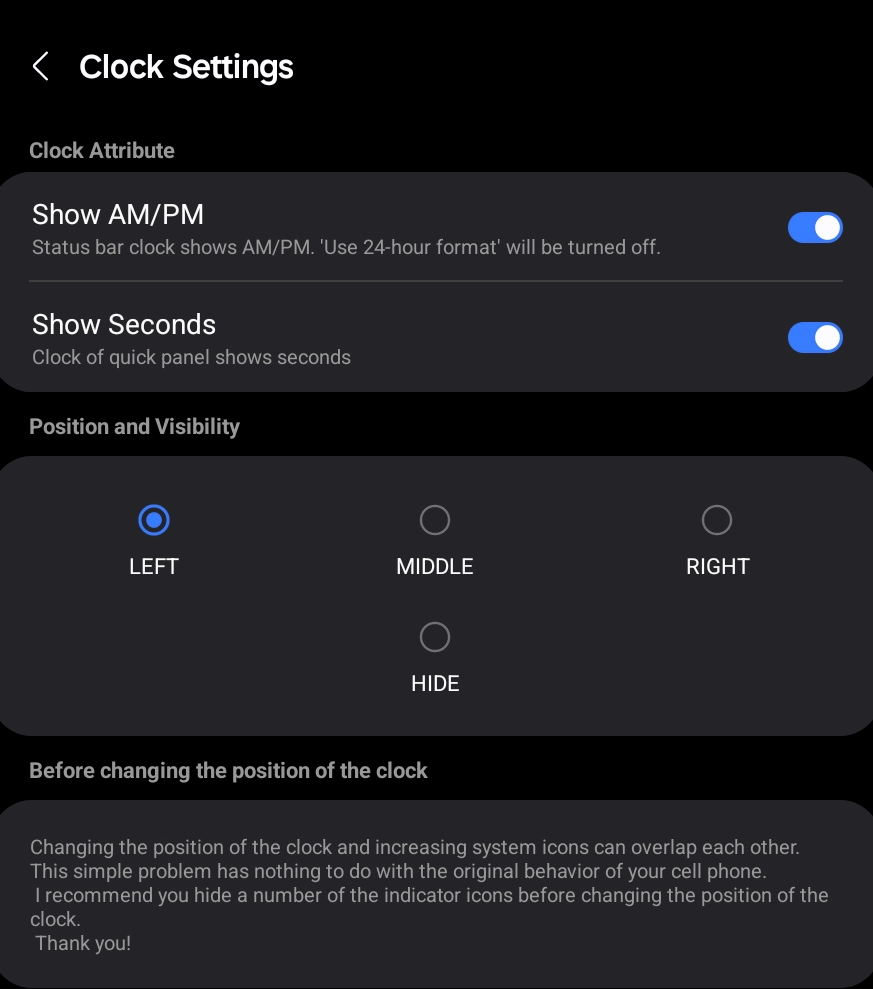 Clock Settings
Clock Attribute
Show AM/PM
Status bar clock shows AM/PM. 'Use 24-hour format' will be turned off.
Show Seconds
Clock of quick panel shows seconds
Position and Visibility
LEFT
MIDDLE
RIGHT
HIDE
Before changing the position of the clock
Changing the position of the clock and increasing system icons can overlap each other.
This simple problem has nothing to do with the original behavior of your cell phone.
I recommend you hide a number of the indicator icons before changing the position of the
clock.
Thank you!